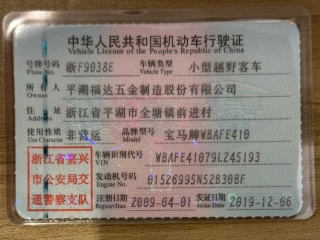 中华人民共和国机动车行驶证
Vehicle License of the People's Republic of China
号牌号码 浙F9038E 车辆类型 小型越野客车
Plate No. Vehicle Type
所有人 平湖福达五金制造股份有限公司
Owner
住址 浙江省平湖市全塘镇前进村
Address
使用性质 非营运 品牌型号 宝马牌WBAFE410
Use Character Model
浙江省嘉兴市公安局交通警察支队
车辆识别代号 WBAFE41079L245193
VIN
发动机号码 01526995N52B30BF
Engine No.
注册日期 2009-04-01 发证日期 2019-12-06
Register Date Issue Date